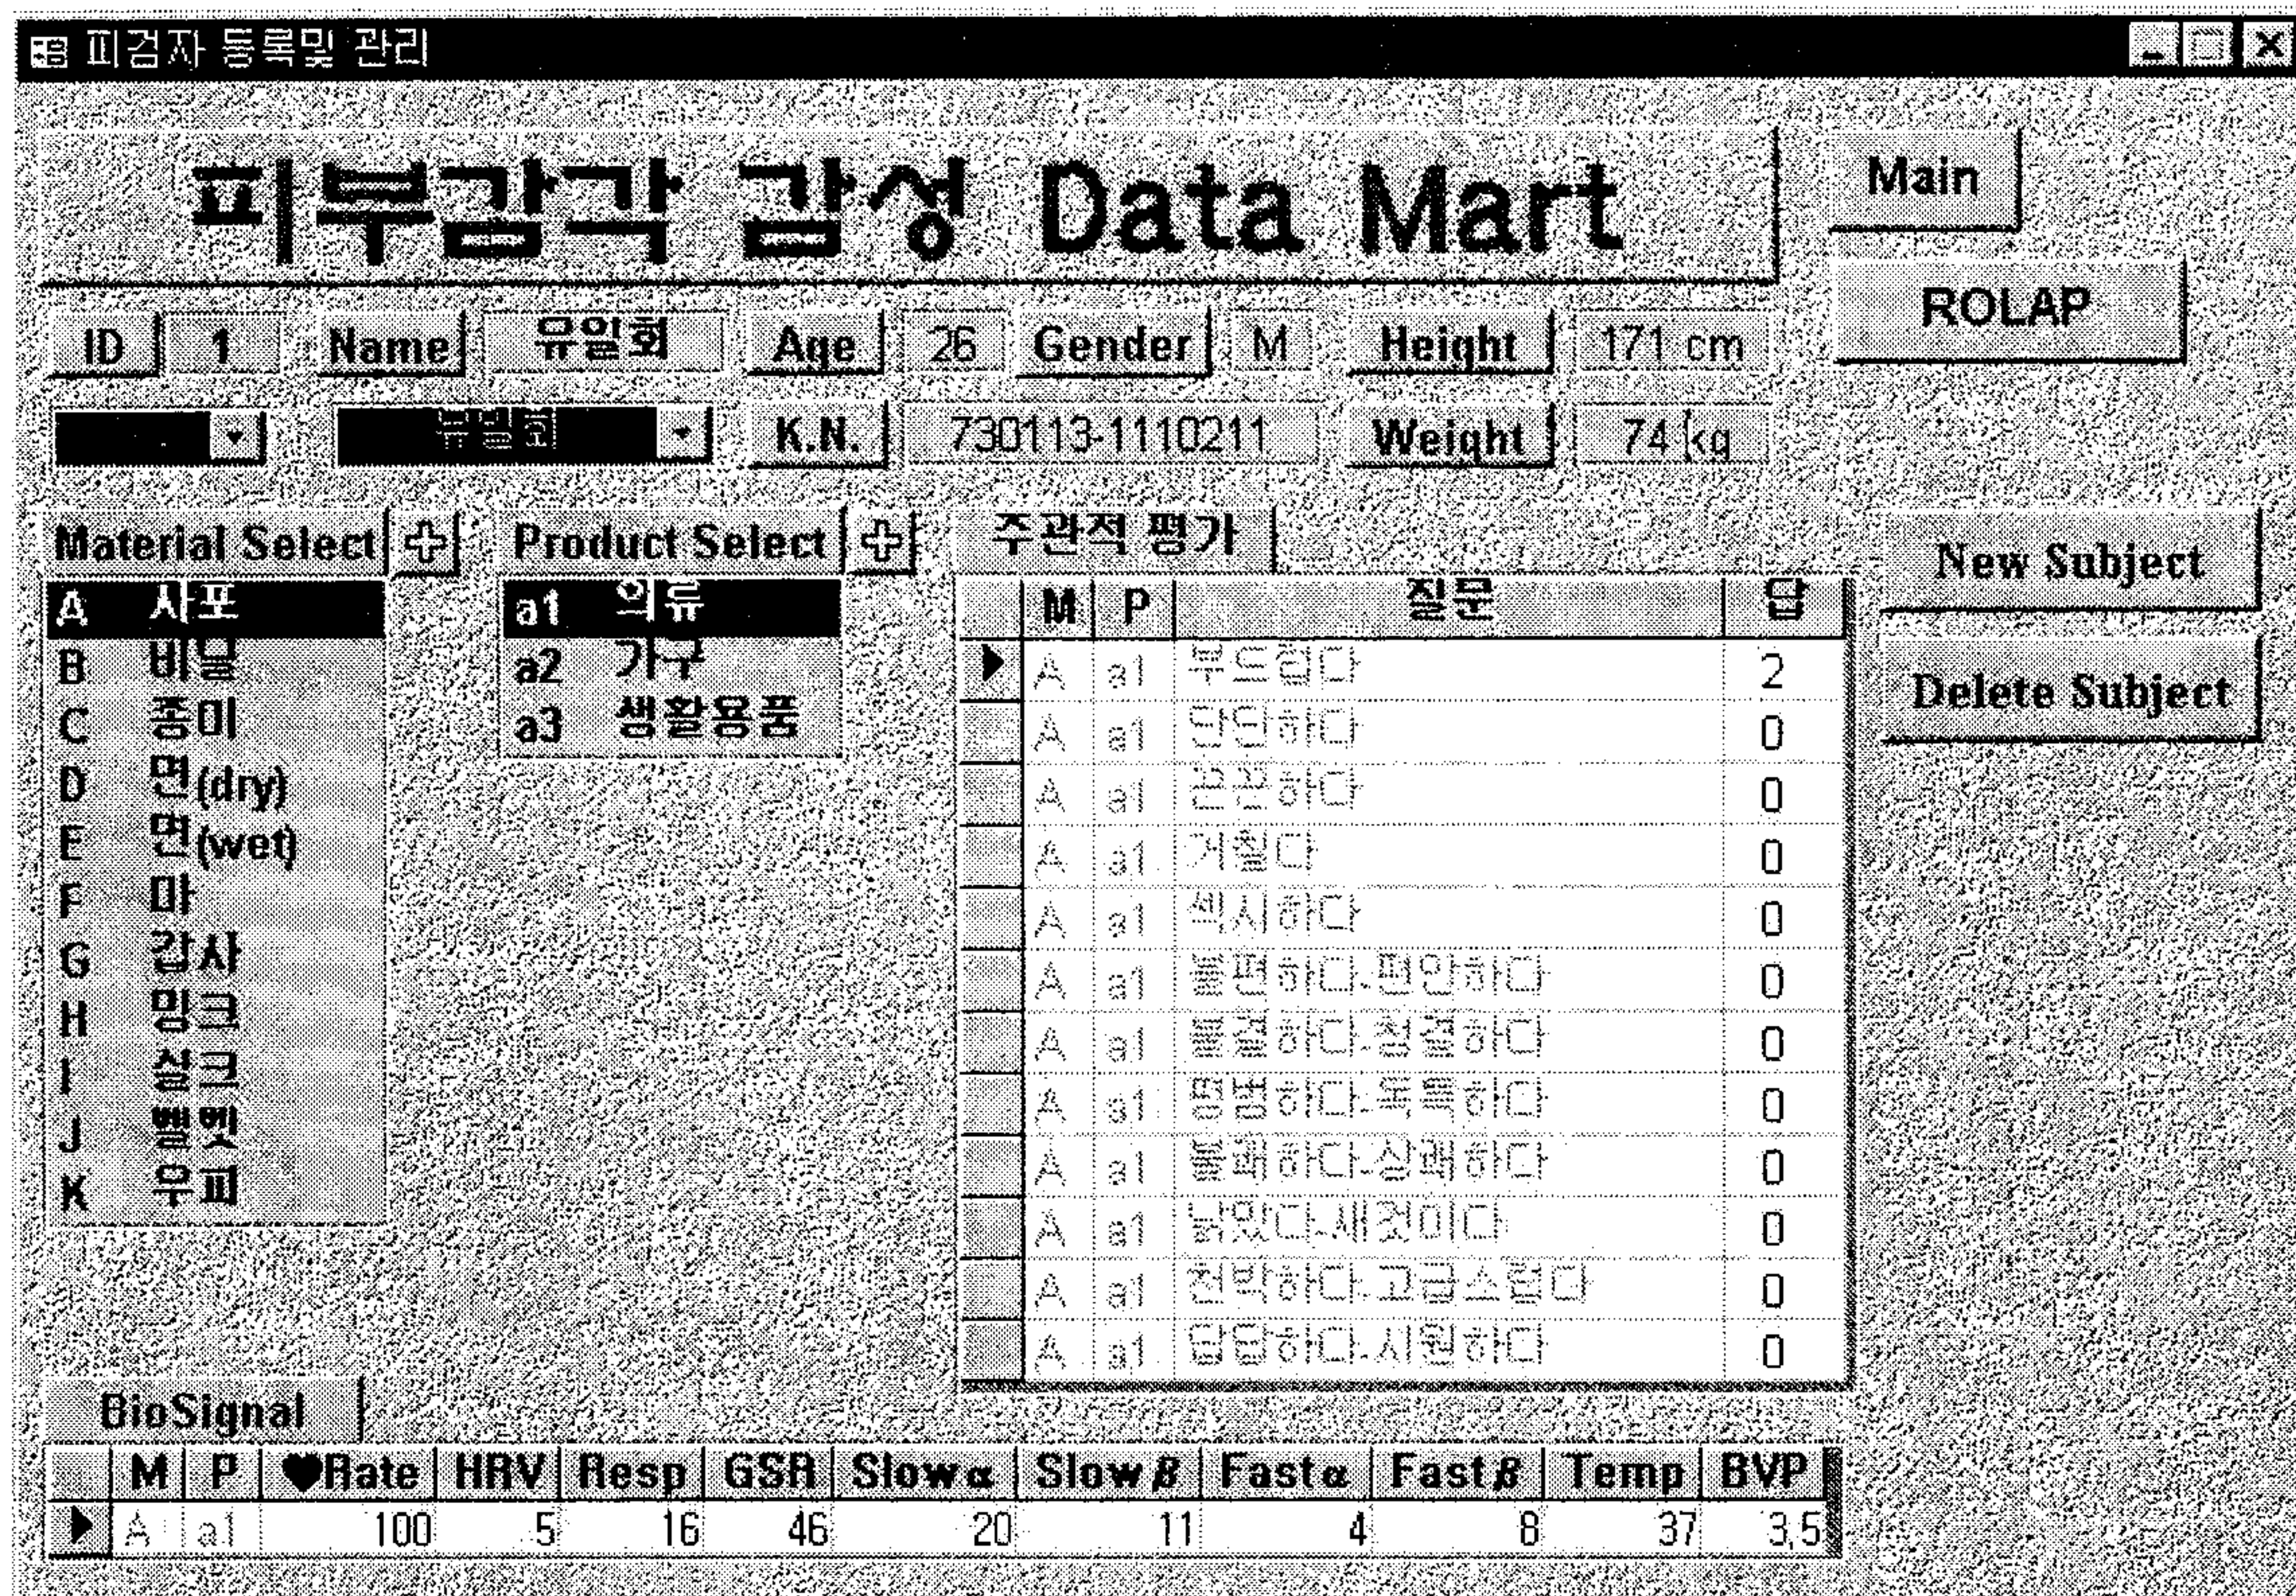 피검자 등록및 관리
피부감각 감성 Data Mart
Main
ROLAP
ID 1 Name 유일회 Age 26 Gender M Height 171 cm
K.N. 730113-1110211 Weight 74 kg
Material Select Product Select 주관적 평가
New Subject
Delete Subject
A 사포
B 비닐
C 종이
D 면(dry)
E 면(wet)
F 마
G 갑사
H 밍크
I 실크
J 벨벳
K 우피
a1 의류
a2 가구
a3 생활용품
M P 질문 답
A a1 부드럽다 2
A a1 단단하다 0
A a1 끈끈하다 0
A a1 거칠다 0
A a1 섹시하다 0
A a1 불편하다-편안하다 0
A a1 불결하다-청결하다 0
A a1 평범하다-독특하다 0
A a1 불쾌하다-상쾌하다 0
A a1 낡았다-새것이다 0
A a1 천박하다-고급스럽다 0
A a1 답답하다-시원하다 0
BioSignal
M P ♥Rate HRV Resp GSR Slow α Slow β Fast α Fast β Temp BVP
A a1 100 5 16 46 20 11 4 8 37 3,5